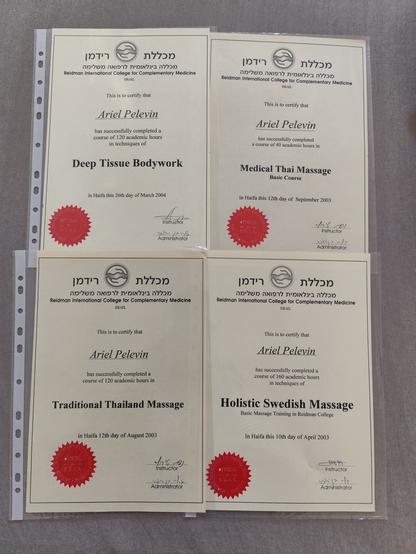 מכללת רידמן
מכללה בינלאומית לרפואה משלימה
Reidman International College for Complementary Medicine
ISRAEL
This is to certify that
Ariel Pelevin
has successfully completed a
course of 120 academic hours
in techniques of
Deep Tissue Bodywork
in Haifa this 26th day of March 2004
Instructor
Administrator
מכללת רידמן
מכללה בינלאומית לרפואה משלימה
Reidman International College for Complementary Medicine
ISRAEL
This is to certify that
Ariel Pelevin
has successfully completed
a course of 40 academic hours in
Medical Thai Massage
Basic Course
in Haifa this 12th day of September 2003
Instructor
Administrator
מכללת רידמן
מכללה בינלאומית לרפואה משלימה
Reidman International College for Complementary Medicine
ISRAEL
This is to certify that
Ariel Pelevin
has successfully completed a
course of 120 academic hours in
Traditional Thailand Massage
in Haifa 12th day of August 2003
Instructor
Administrator
מכללת רידמן
מכללה בינלאומית לרפואה משלימה
Reidman International College for Complementary Medicine
ISRAEL
This is to certify that
Ariel Pelevin
has successfully completed a
course of 160 academic hours
in techniques of
Holistic Swedish Massage
Basic Massage Training in Reidman College
In Haifa this 10th day of April 2003
Instructor
Administrator